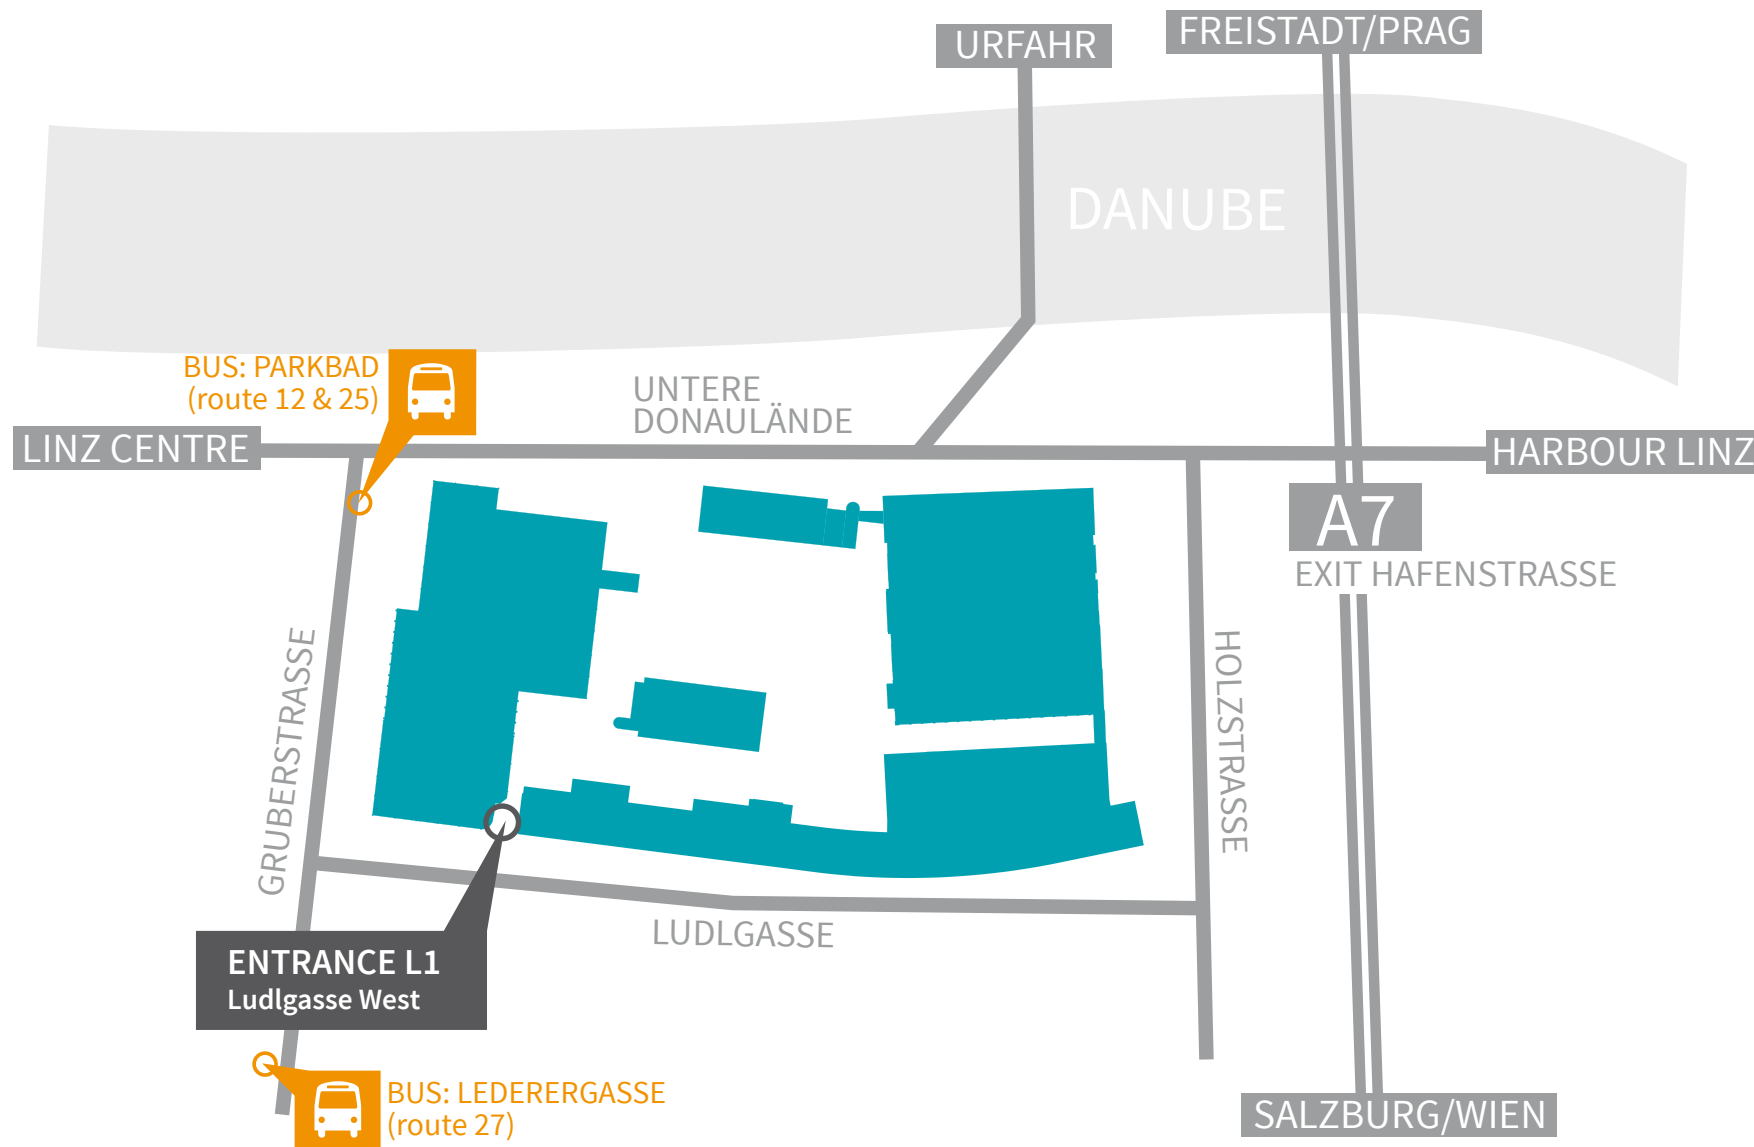 URFAHR
FREISTADT/PRAG
DANUBE
BUS: PARKBAD
(route 12 & 25)
UNTERE
DONAULÄNDE
LINZ CENTRE
HARBOUR LINZ
A7
EXIT HAFENSTRASSE
GRUBERSTRASSE
HOLZSTRASSE
LUDLGASSE
ENTRANCE L1
Ludlgasse West
BUS: LEDERERGASSE
(route 27)
SALZBURG/WIEN